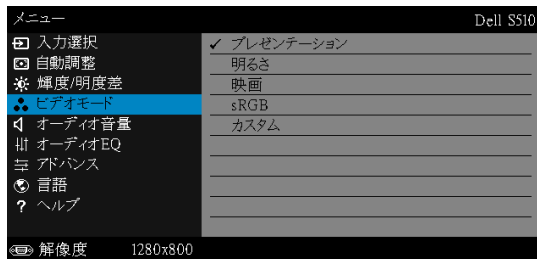 メニュー Dell S510
入力選択
自動調整
輝度/明度差
ビデオモード
オーディオ音量
オーディオEQ
アドバンス
言語
? ヘルプ
✓ プレゼンテーション
明るさ
映画
sRGB
カスタム
解像度 1280x800